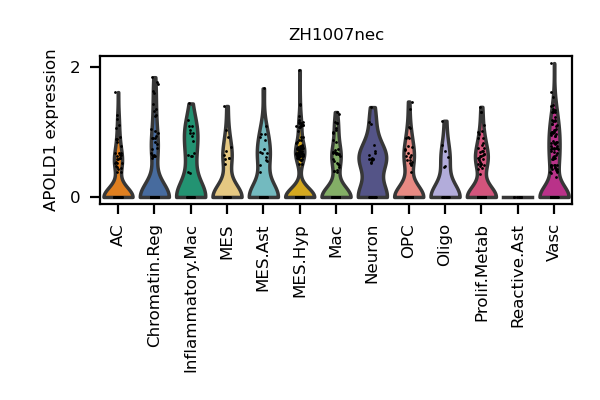 ZH1007nec
APOLD1 expression
2
0
AC
Chromatin.Reg
Inflammatory.Mac
MES
MES.Ast
MES.Hyp
Mac
Neuron
OPC
Oligo
Prolif.Metab
Reactive.Ast
Vasc